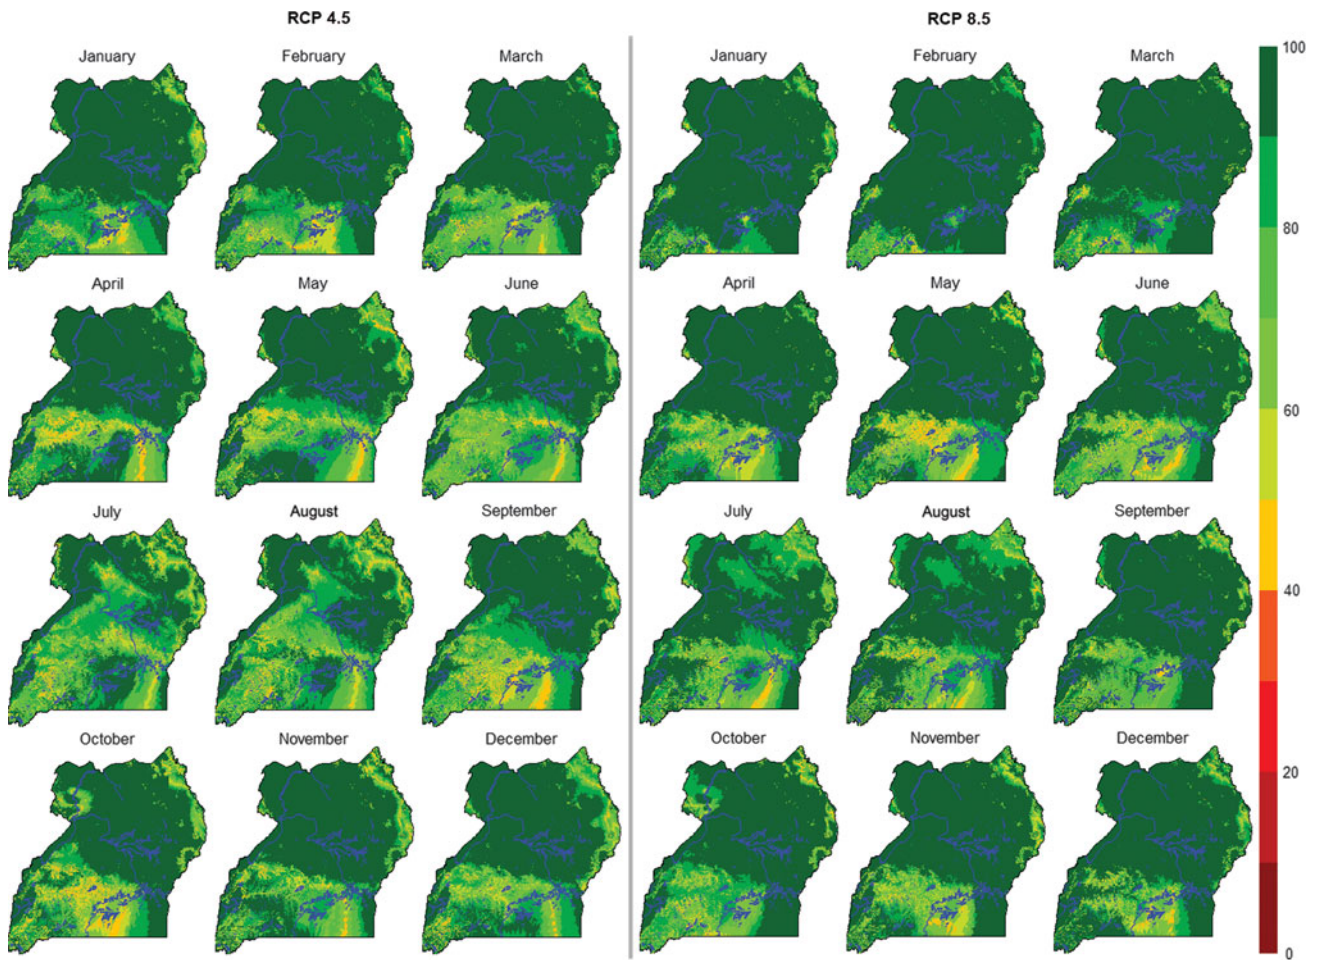 RCP 4.5 RCP 8.5
January February March January February March
April May June April May June
July August September July August September
October November December October November December
100
80
60
40
20
0